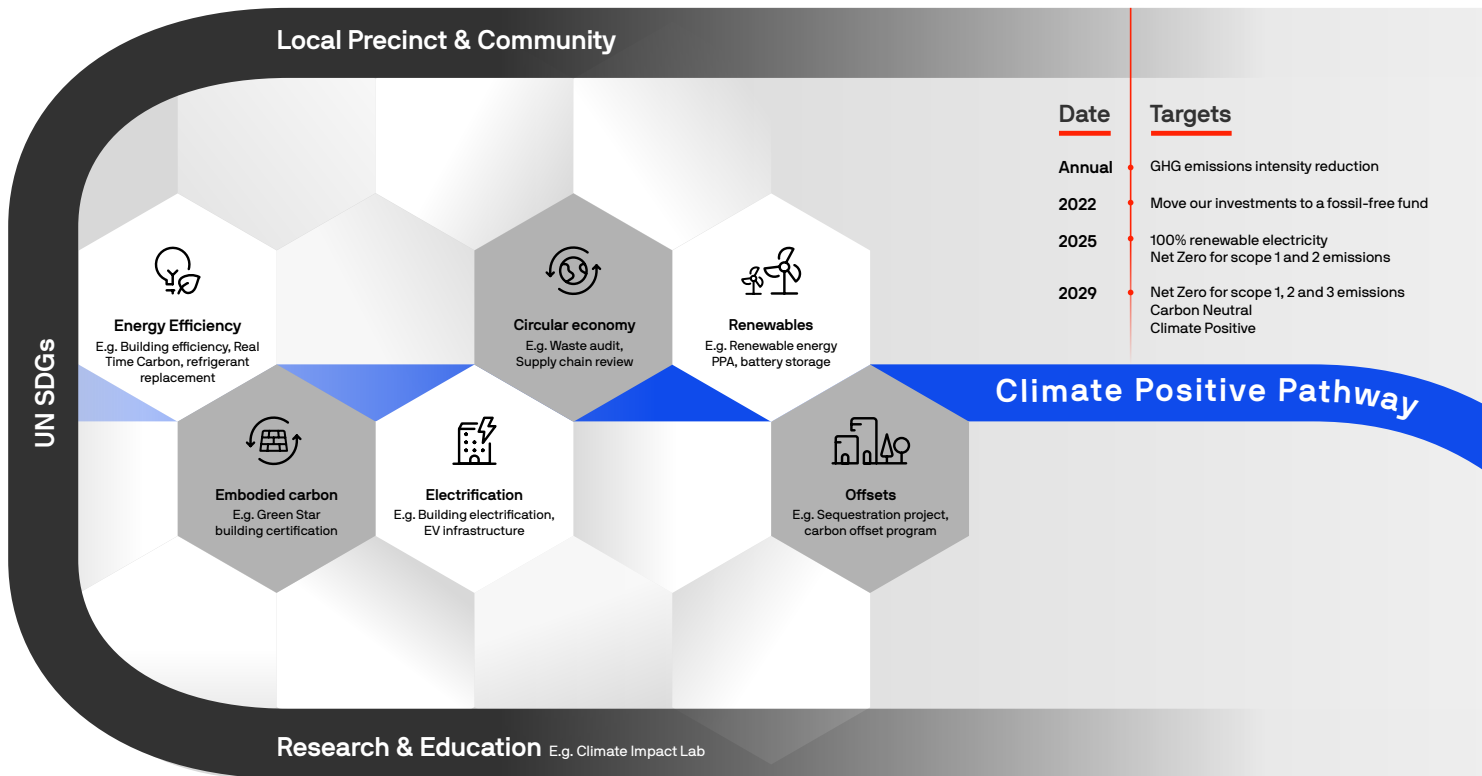 Local Precinct & Community
UN SDGs
Date
Targets
Annual
GHG emissions intensity reduction
2022
Move our investments to a fossil-free fund
2025
100% renewable electricity
Net Zero for scope 1 and 2 emissions
2029
Net Zero for scope 1, 2 and 3 emissions
Carbon Neutral
Climate Positive
Energy Efficiency
E.g. Building efficiency, Real
Time Carbon, refrigerant
replacement
Circular economy
E.g. Waste audit,
Supply chain review
Renewables
E.g. Renewable energy
PPA, battery storage
Climate Positive Pathway
Embodied carbon
E.g. Green Star
building certification
Electrification
E.g. Building electrification,
EV infrastructure
Offsets
E.g. Sequestration project,
carbon offset program
Research & Education E.g. Climate Impact Lab